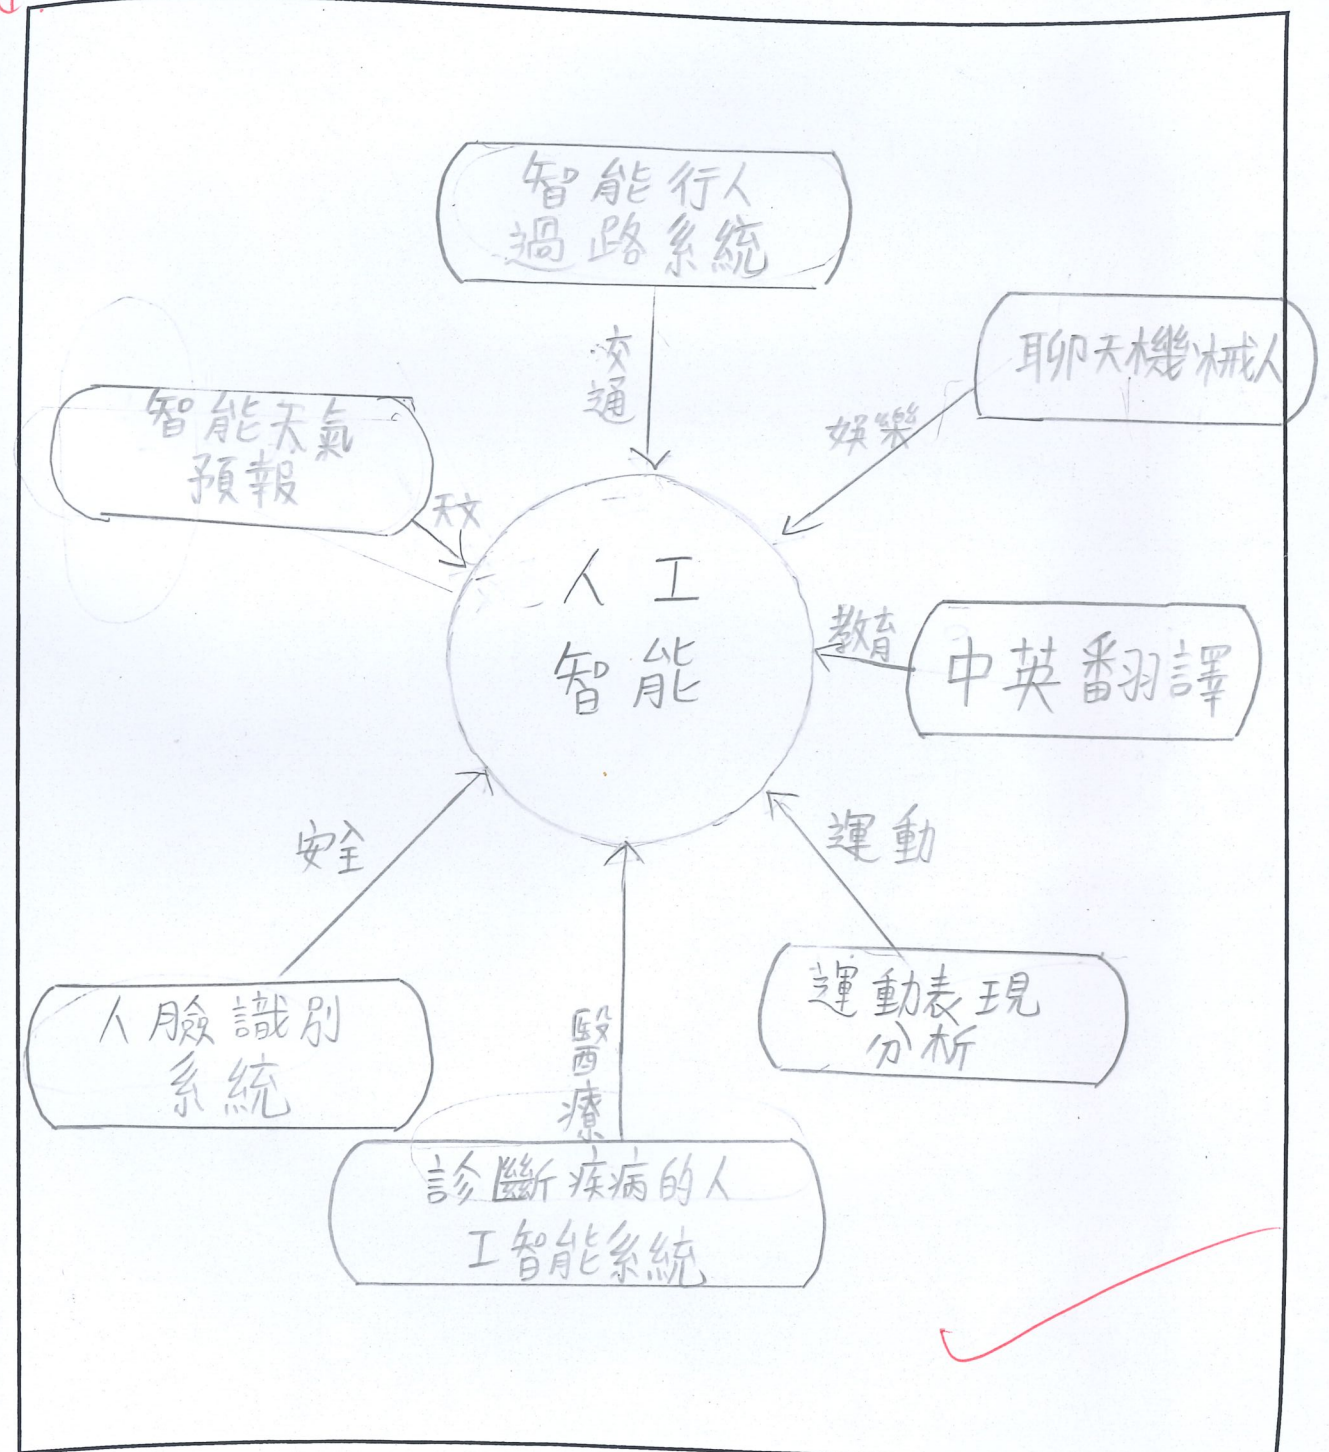 智能行人
過路系統
交通
聊天機械人
娛樂
智能天氣
預報
天文
人工
智能
教育
中英翻譯
安全
運動
人臉識別
系統
醫療
運動表現
分析
診斷疾病的人
工智能系統